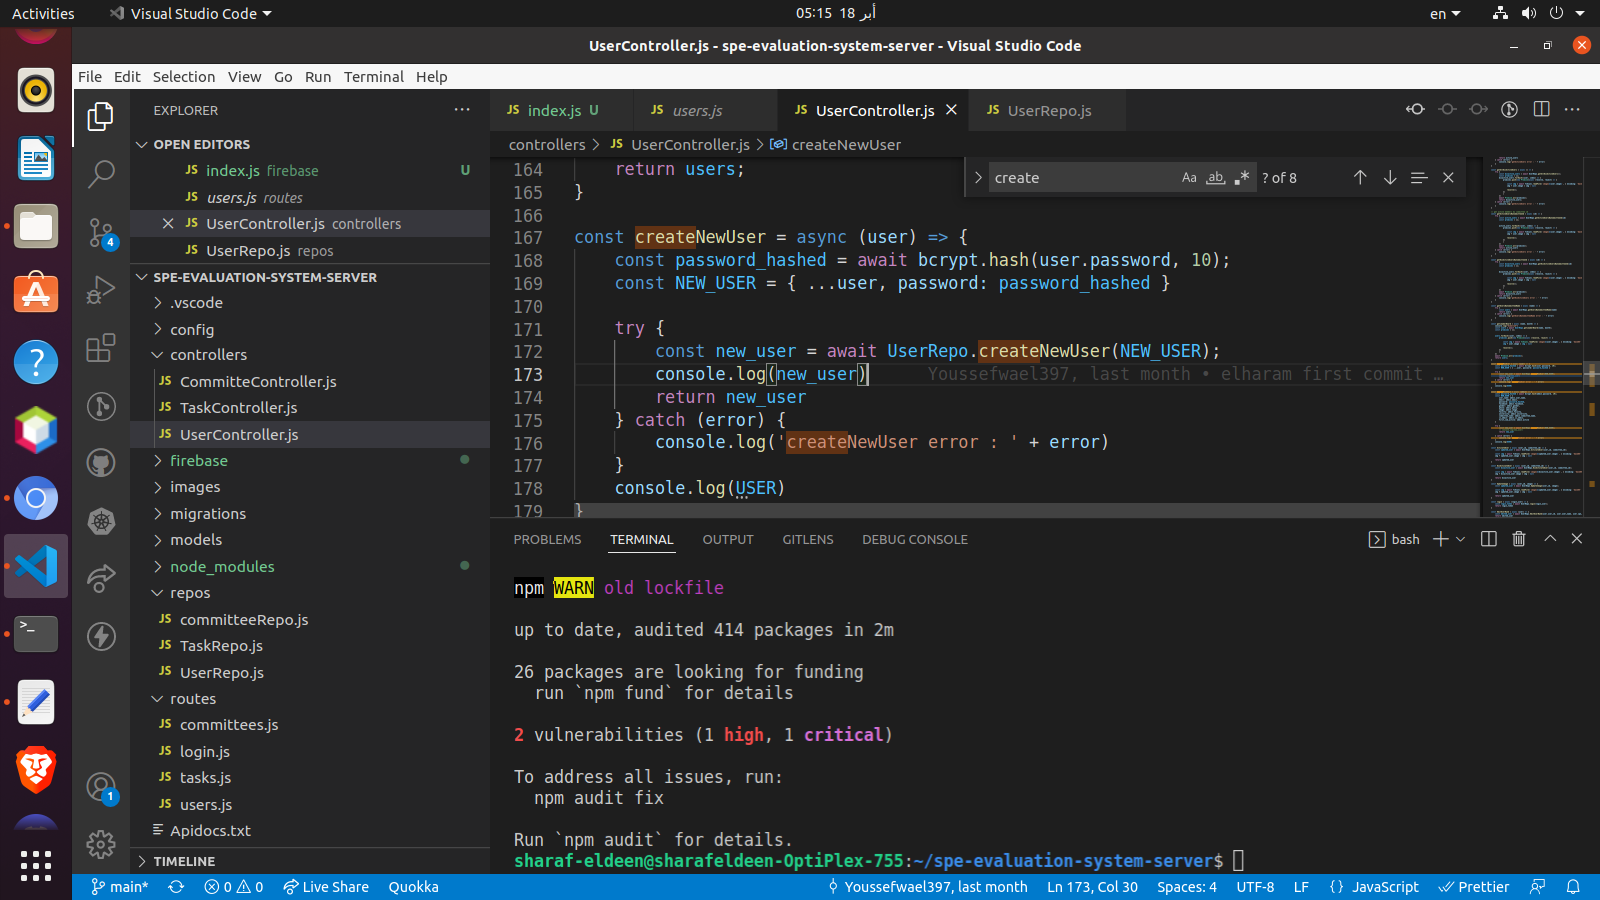 Activities
Visual Studio Code
05:15 18 أبر
en
UserController.js - spe-evaluation-system-server - Visual Studio Code
File Edit Selection View Go Run Terminal Help
EXPLORER
OPEN EDITORS
JS index.js firebase U
JS users.js routes
JS UserController.js controllers
JS UserRepo.js repos
SPE-EVALUATION-SYSTEM-SERVER
.vscode
config
controllers
JS CommitteController.js
JS TaskController.js
JS UserController.js
firebase
images
migrations
models
node_modules
repos
JS committeeRepo.js
JS TaskRepo.js
JS UserRepo.js
routes
JS committees.js
JS login.js
JS tasks.js
JS users.js
Apidocs.txt
TIMELINE
4
1
JS index.js U
JS users.js
JS UserController.js
JS UserRepo.js
controllers > JS UserController.js > createNewUser
create
Aa ab
? of 8
164 return users;
165 }
166
167 const createNewUser = async (user) => {
168 const password_hashed = await bcrypt.hash(user.password, 10);
169 const NEW_USER = { ...user, password: password_hashed }
170
171 try {
172 const new_user = await UserRepo.createNewUser(NEW_USER);
173 console.log(new_user) Youssefwael397, last month • elharam first commit …
174 return new_user
175 } catch (error) {
176 console.log('createNewUser error : ' + error)
177 }
178 console.log(USER)
179 }
PROBLEMS TERMINAL OUTPUT GITLENS DEBUG CONSOLE
bash
npm WARN old lockfile
up to date, audited 414 packages in 2m
26 packages are looking for funding
run `npm fund` for details
2 vulnerabilities (1 high, 1 critical)
To address all issues, run:
npm audit fix
Run `npm audit` for details.
sharaf-eldeen@sharafeldeen-OptiPlex-755:~/spe-evaluation-system-server$
main* 0 0 Live Share Quokka
Youssefwael397, last month Ln 173, Col 30 Spaces: 4 UTF-8 LF {} JavaScript Prettier